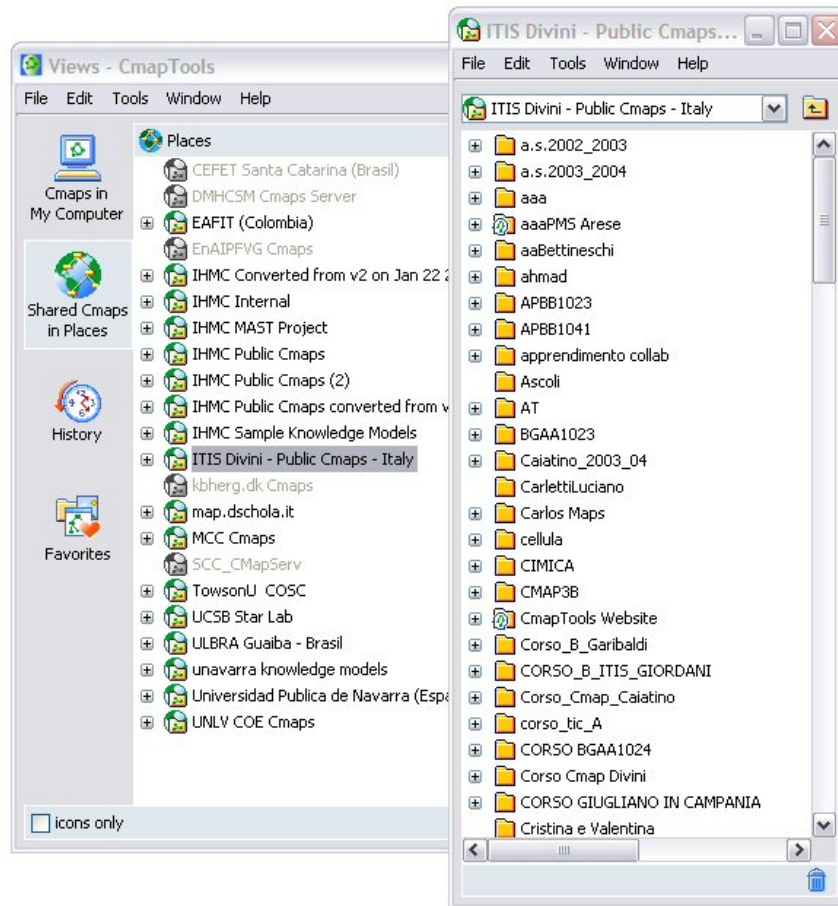 Views - CmapTools
File Edit Tools Window Help
Cmaps in
My Computer
Shared Cmaps
in Places
History
Favorites
Places
CEFET Santa Catarina (Brasil)
DMHCSM Cmaps Server
EAFIT (Colombia)
EnAIPFVG Cmaps
IHMC Converted from v2 on Jan 22
IHMC Internal
IHMC MAST Project
IHMC Public Cmaps
IHMC Public Cmaps (2)
IHMC Public Cmaps converted from
IHMC Sample Knowledge Models
ITIS Divini - Public Cmaps - Italy
kbherg.dk Cmaps
map.dschola.it
MCC Cmaps
SCC_CMapServ
TowsonU COSC
UCSB Star Lab
ULBRA Guaiba - Brasil
unavarra knowledge models
Universidad Publica de Navarra (Espa
UNLV COE Cmaps
icons only
ITIS Divini - Public Cmaps...
File Edit Tools Window Help
ITIS Divini - Public Cmaps - Italy
a.s.2002_2003
a.s.2003_2004
aaa
aaaPMS Arese
aaBettineschi
ahmad
APBB1023
APBB1041
apprendimento collab
Ascoli
AT
BGAA1023
Caiatino_2003_04
CarlettiLuciano
Carlos Maps
cellula
CIMICA
CMAP3B
CmapTools Website
Corso_B_Garibaldi
CORSO_B_ITIS_GIORDANI
Corso_Cmap_Caiatino
corso_tic_A
CORSO BGAA1024
Corso Cmap Divini
CORSO GIUGLIANO IN CAMPANIA
Cristina e Valentina